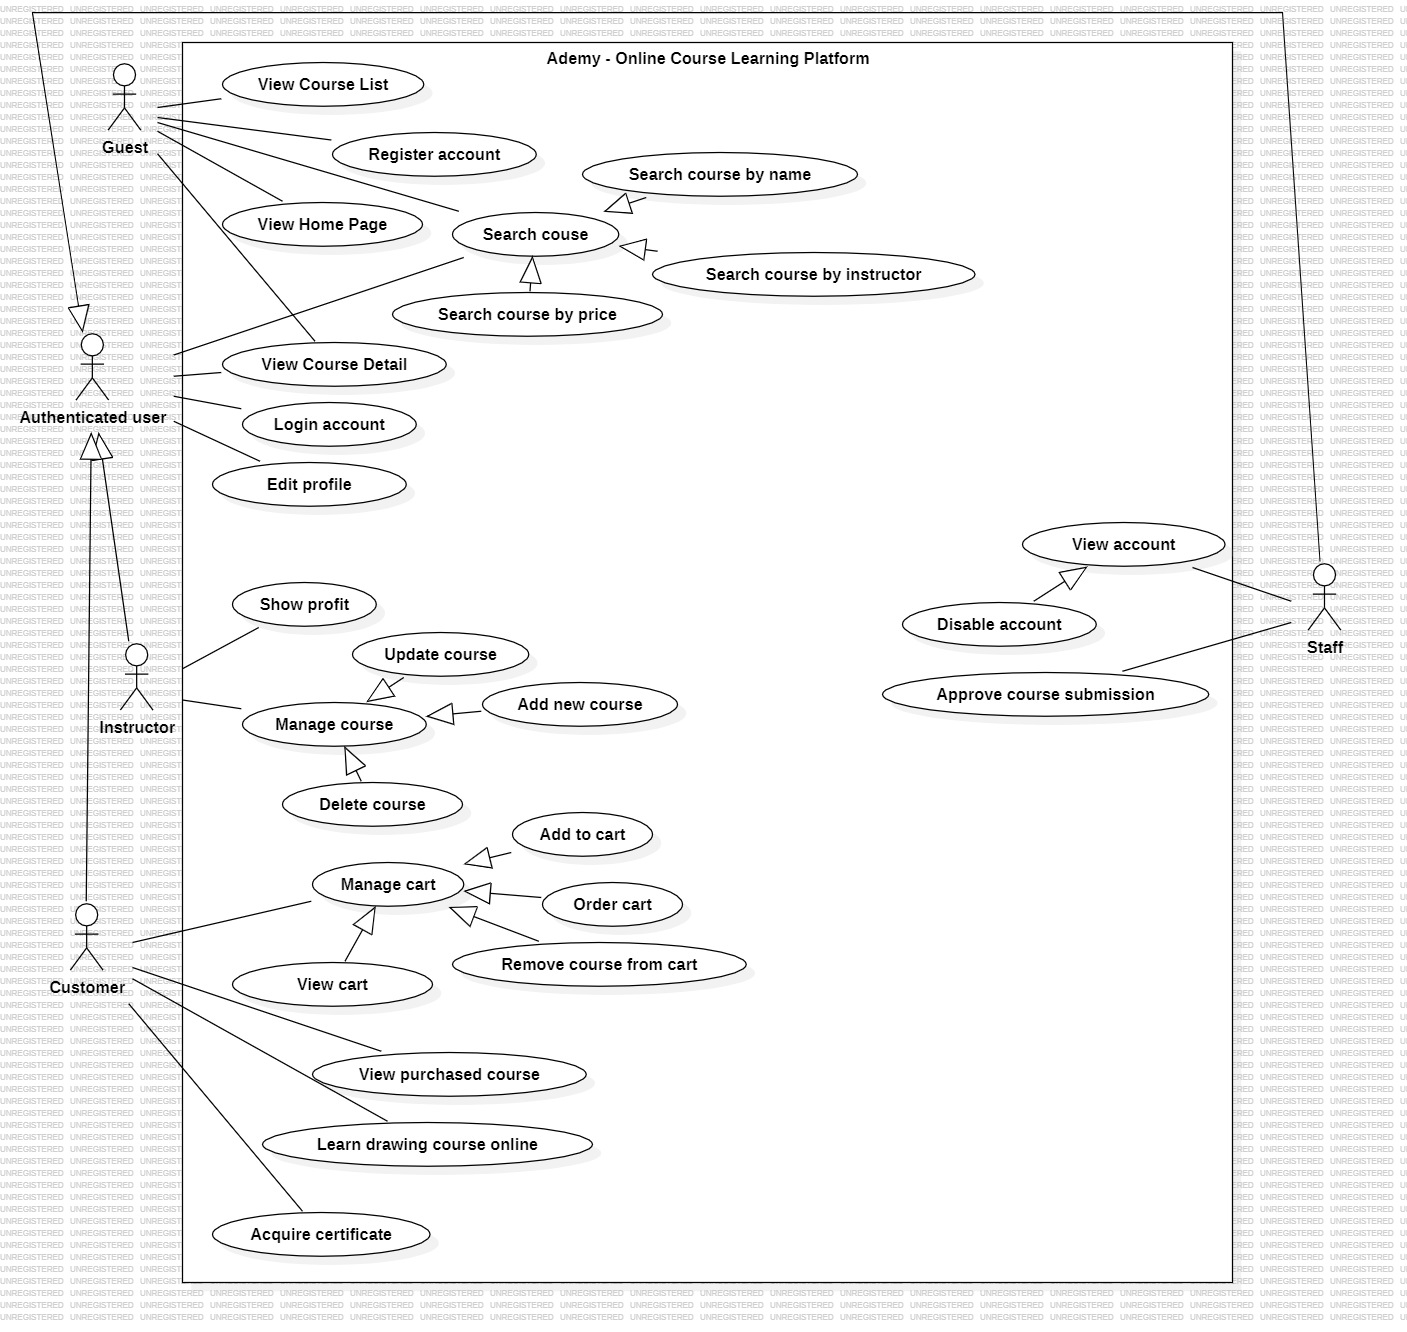 Ademy - Online Course Learning Platform
View Course List
Guest
Register account
Search course by name
View Home Page
Search couse
Search course by instructor
Search course by price
View Course Detail
Authenticated user
Login account
Edit profile
View account
Show profit
Disable account
Staff
Update course
Approve course submission
Add new course
Manage course
Instructor
Delete course
Add to cart
Manage cart
Order cart
Remove course from cart
View cart
Customer
View purchased course
Learn drawing course online
Acquire certificate
UNREGISTERED